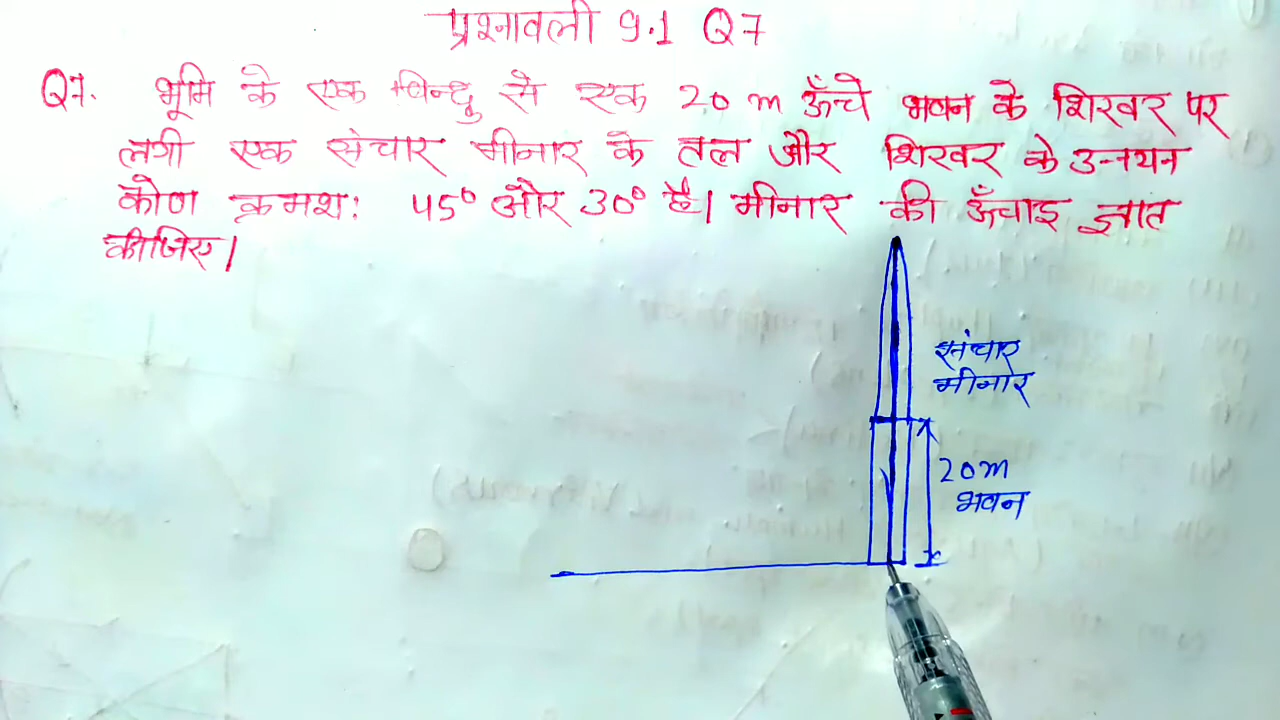 प्रश्नावली 9.1 Q7
Q7. भूमि के एक बिन्दु से एक 20 m ऊँचे भवन के शिखर पर
लगी एक संचार मीनार के तल और शिखर के उन्नयन
कोण क्रमश: 45° और 30° है। मीनार की ऊँचाइ ज्ञात
कीजिए।
संचार
मीनार
20m
भवन